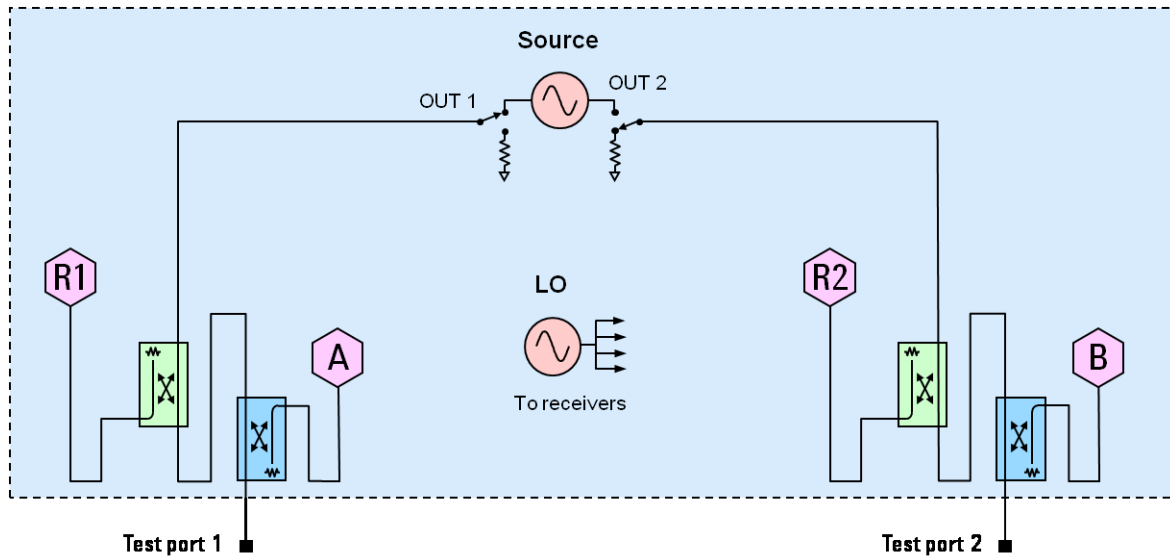 Source
OUT 1
OUT 2
R1
R2
LO
A
B
To receivers
Test port 1
Test port 2